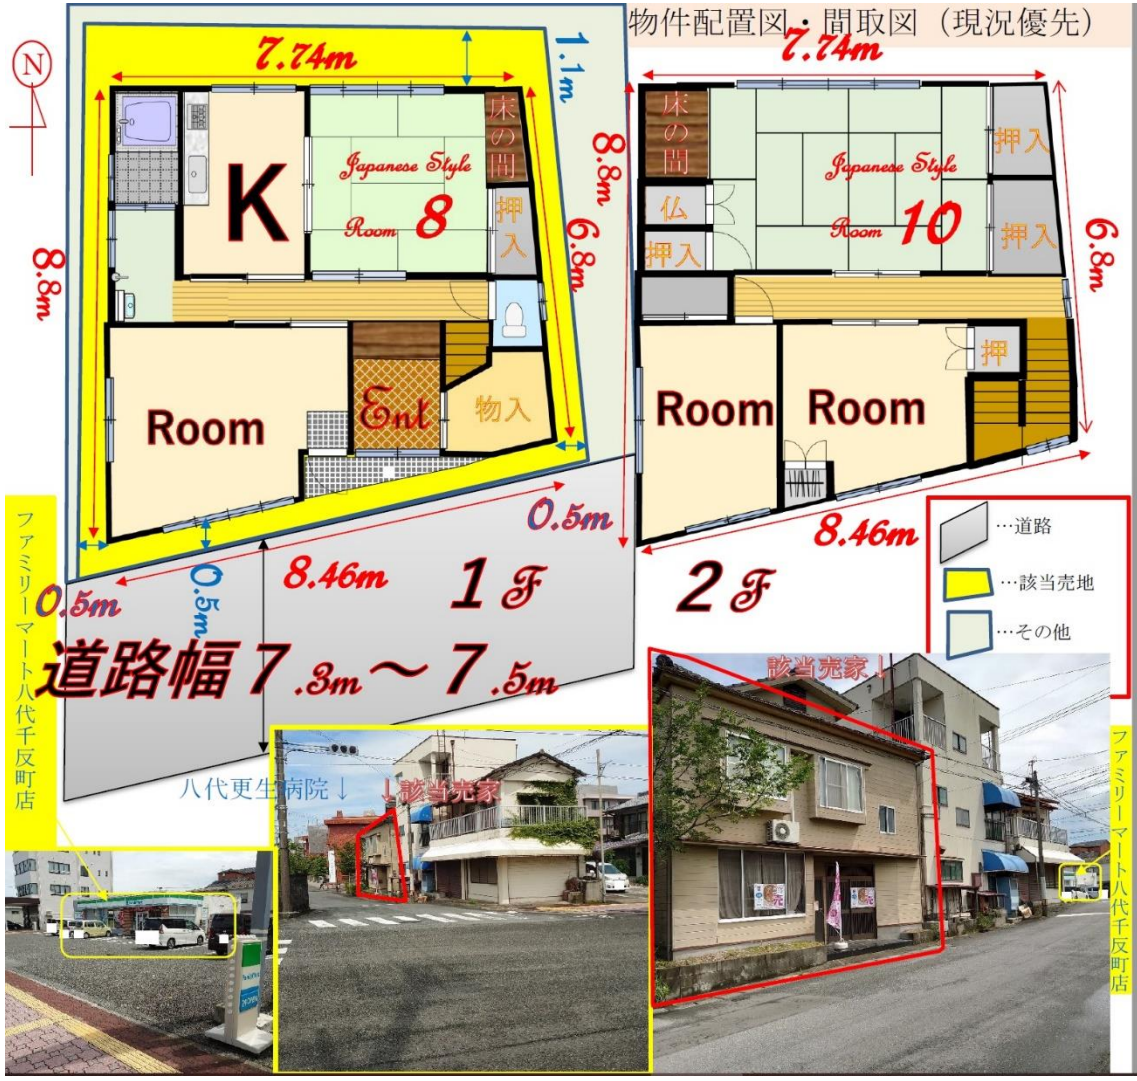 物件配置図・間取図（現況優先）
N
7.74m
1.1m
8.8m
6.8m
K
Japanese Style
Room 8
床の間
押入
Room
Ent
物入
0.5m
0.5m
0.5m
8.46m
1F
道路幅7.3m～7.5m
7.74m
8.8m
6.8m
床の間
仏
押入
Japanese Style
Room 10
押入
押入
Room
Room
押
8.46m
2F
…道路
…該当売地
…その他
ファミリーマート八代千反町店
八代更生病院↓
↓該当売家
該当売家↓
ファミリーマート八代千反町店